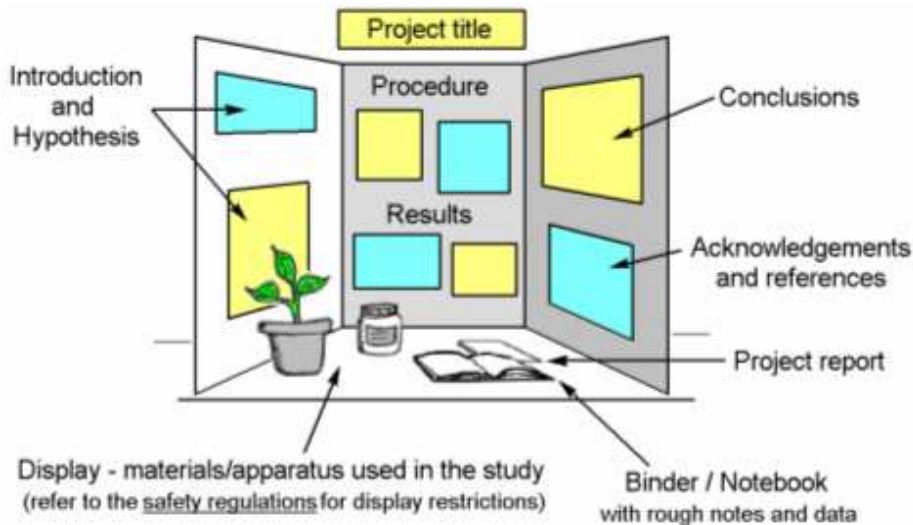 Project title
Introduction
and
Hypothesis
Procedure
Results
Conclusions
Acknowledgements
and references
Project report
Display - materials/apparatus used in the study
(refer to the safety regulations for display restrictions)
Binder / Notebook
with rough notes and data